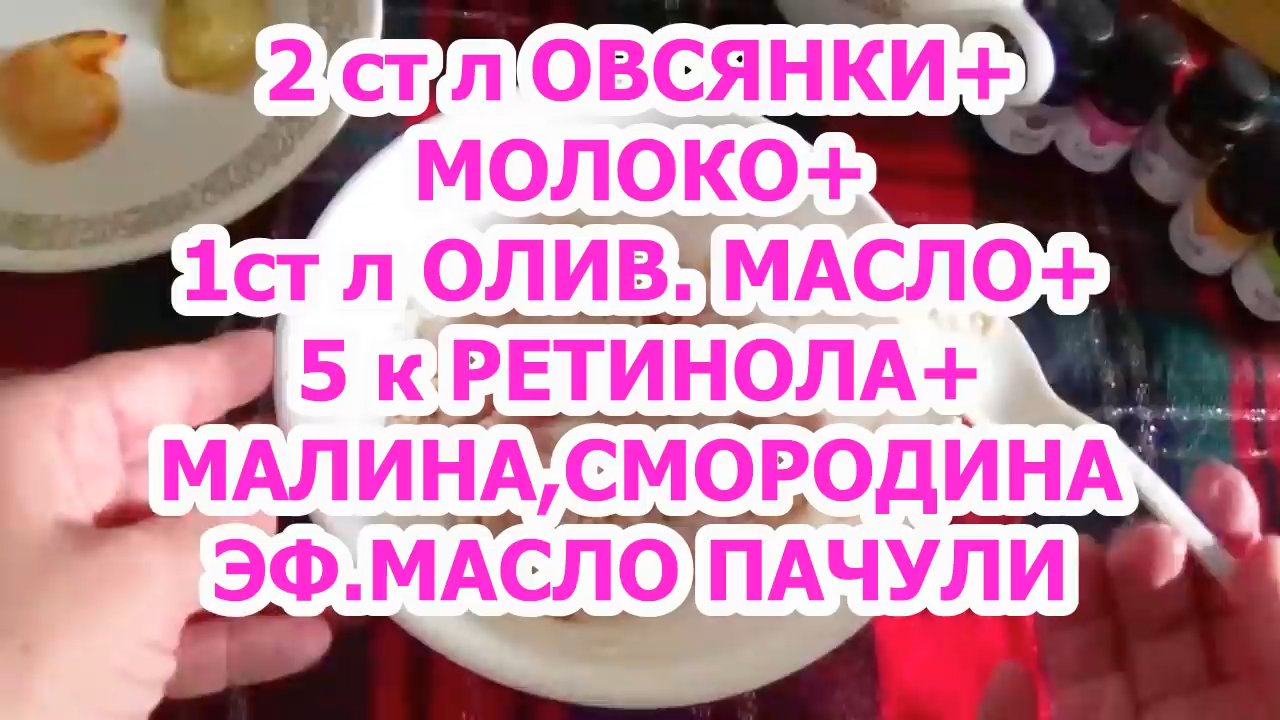 2 ст л ОВСЯНКИ+
МОЛОКО+
1ст л ОЛИВ. МАСЛО+
5 к РЕТИНОЛА+
МАЛИНА,СМОРОДИНА
ЭФ.МАСЛО ПАЧУЛИ